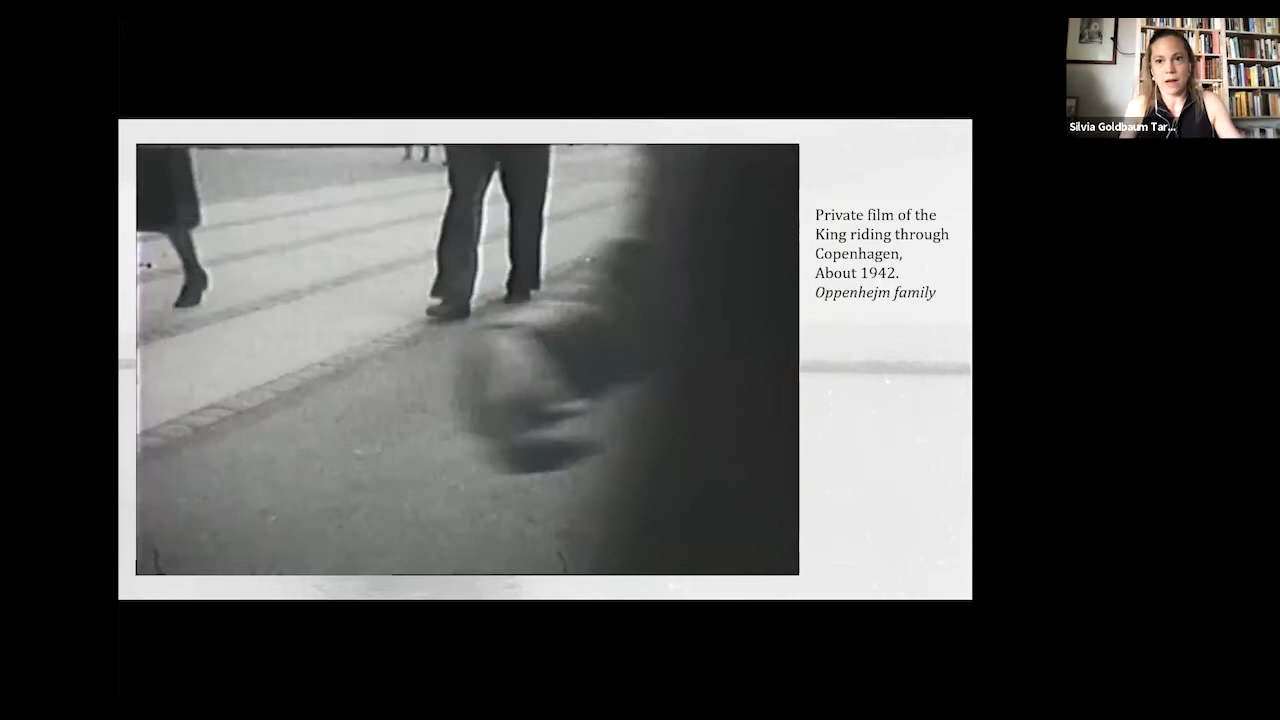 Silvia Goldbaum Tar...
Private film of the
King riding through
Copenhagen,
About 1942.
Oppenhejm family